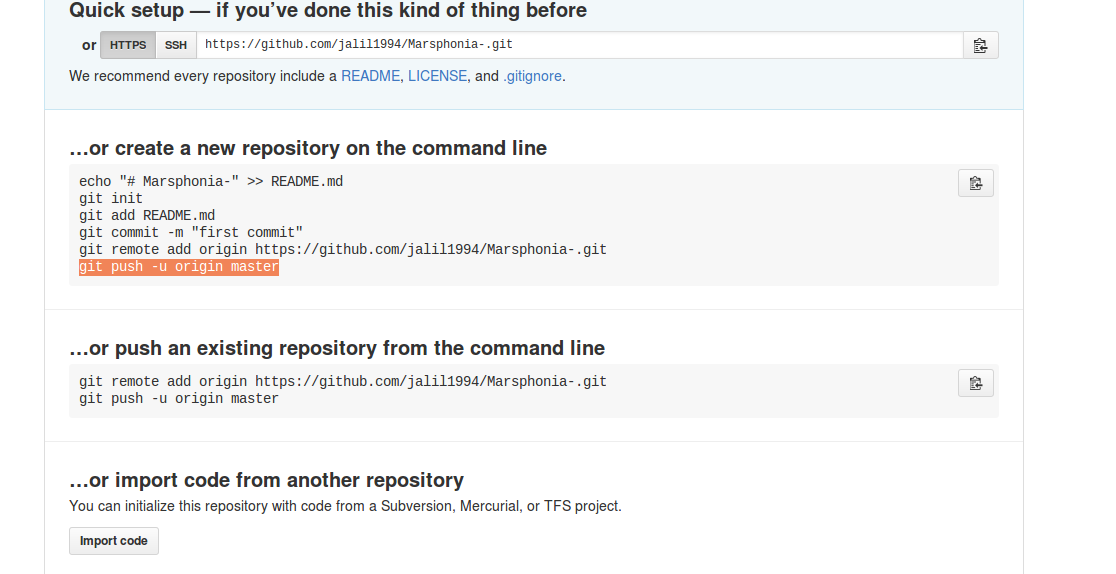 Quick setup — if you’ve done this kind of thing before
or HTTPS SSH https://github.com/jalil1994/Marsphonia-.git
We recommend every repository include a README, LICENSE, and .gitignore.
…or create a new repository on the command line
echo "# Marsphonia-" >> README.md
git init
git add README.md
git commit -m "first commit"
git remote add origin https://github.com/jalil1994/Marsphonia-.git
git push -u origin master
…or push an existing repository from the command line
git remote add origin https://github.com/jalil1994/Marsphonia-.git
git push -u origin master
…or import code from another repository
You can initialize this repository with code from a Subversion, Mercurial, or TFS project.
Import code